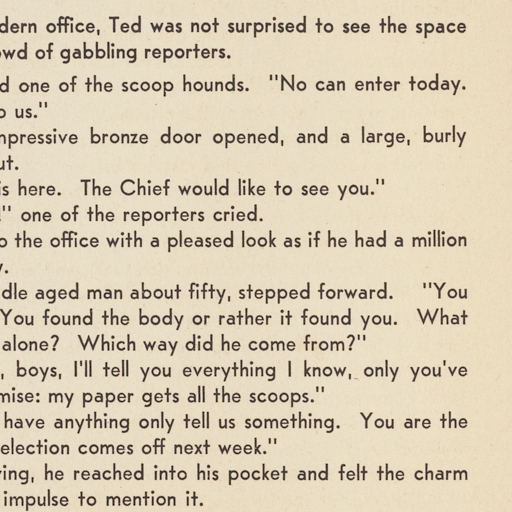 dern office, Ted was not surprised to see the space
owd of gabbling reporters.
d one of the scoop hounds. "No can enter today.
o us."
mpressive bronze door opened, and a large, burly
ut.
is here. The Chief would like to see you."
!" one of the reporters cried.
o the office with a pleased look as if he had a million
y.
dle aged man about fifty, stepped forward. "You
You found the body or rather it found you. What
alone? Which way did he come from?"
, boys, I'll tell you everything I know, only you've
mise: my paper gets all the scoops."
have anything only tell us something. You are the
election comes off next week."
ying, he reached into his pocket and felt the charm
impulse to mention it.